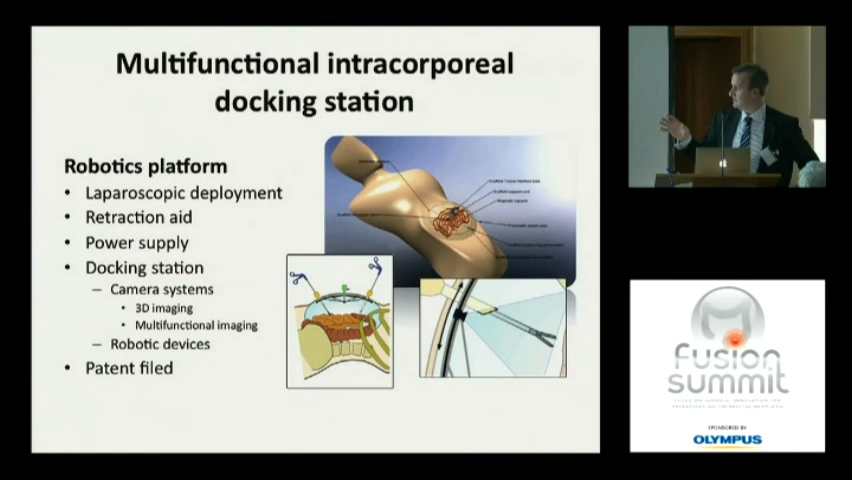 Multifunctional intracorporeal
docking station
Robotics platform
• Laparoscopic deployment
• Retraction aid
• Power supply
• Docking station
– Camera systems
• 3D imaging
• Multifunctional imaging
– Robotic devices
• Patent filed
fusion
summit
SPONSORED BY
OLYMPUS